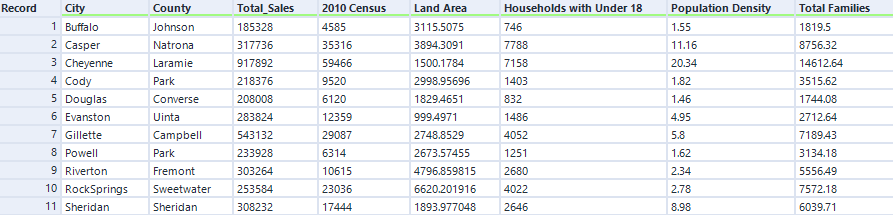 Record City County Total_Sales 2010 Census Land Area Households with Under 18 Population Density Total Families
1 Buffalo Johnson 185328 4585 3115.5075 746 1.55 1819.5
2 Casper Natrona 317736 35316 3894.3091 7788 11.16 8756.32
3 Cheyenne Laramie 917892 59466 1500.1784 7158 20.34 14612.64
4 Cody Park 218376 9520 2998.95696 1403 1.82 3515.62
5 Douglas Converse 208008 6120 1829.4651 832 1.46 1744.08
6 Evanston Uinta 283824 12359 999.4971 1486 4.95 2712.64
7 Gillette Campbell 543132 29087 2748.8529 4052 5.8 7189.43
8 Powell Park 233928 6314 2673.57455 1251 1.62 3134.18
9 Riverton Fremont 303264 10615 4796.859815 2680 2.34 5556.49
10 RockSprings Sweetwater 253584 23036 6620.201916 4022 2.78 7572.18
11 Sheridan Sheridan 308232 17444 1893.977048 2646 8.98 6039.71